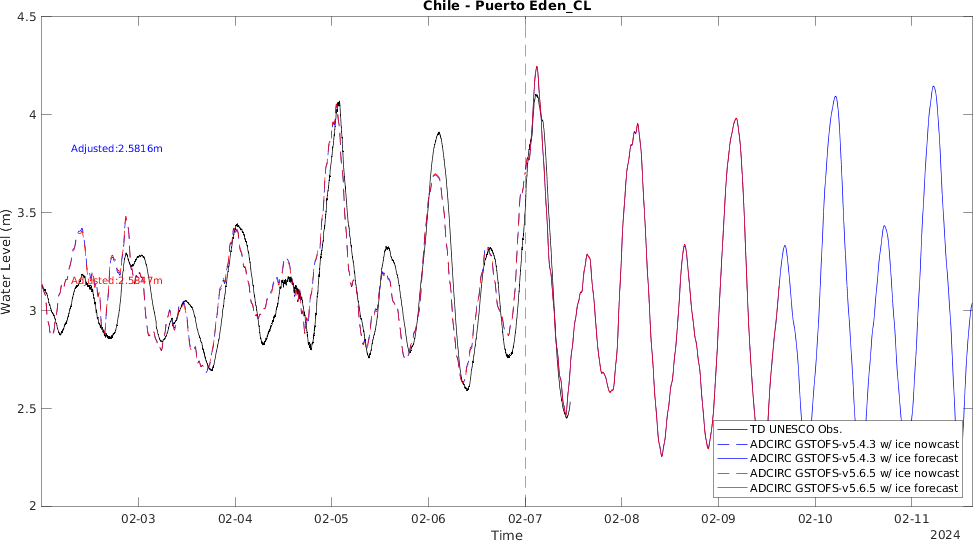 Chile - Puerto Eden_CL
4.5
4
3.5
3
2.5
2
Water Level (m)
Adjusted:2.5816m
Adjusted:2.5847m
TD UNESCO Obs.
ADCIRC GSTOFS-v5.4.3 w/ ice nowcast
ADCIRC GSTOFS-v5.4.3 w/ ice forecast
ADCIRC GSTOFS-v5.6.5 w/ ice nowcast
ADCIRC GSTOFS-v5.6.5 w/ ice forecast
02-03 02-04 02-05 02-06 02-07 02-08 02-09 02-10 02-11
Time
2024